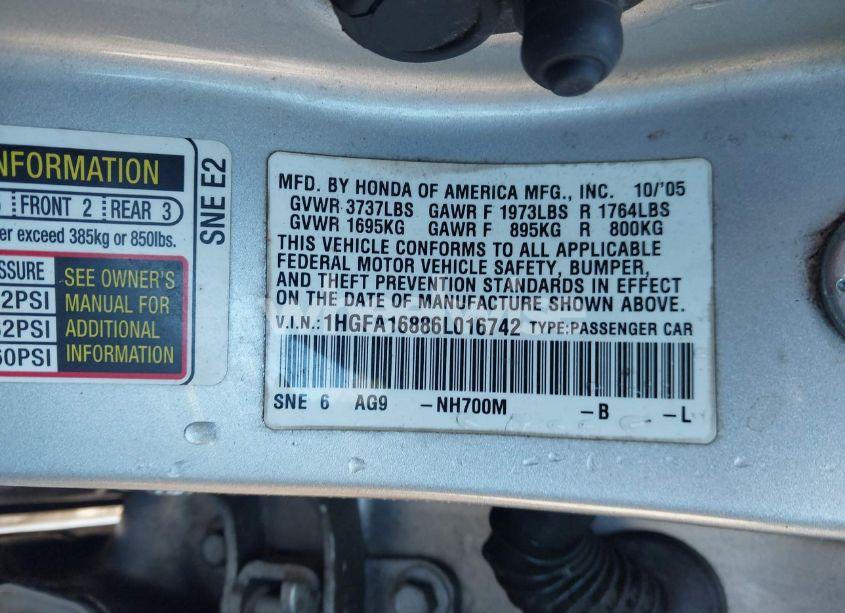 NFORMATION
FRONT 2 REAR 3
er exceed 385kg or 850lbs.
SSURE
2PSI
2PSI
60PSI
SEE OWNER'S
MANUAL FOR
ADDITIONAL
INFORMATION
SNE E2
MFD. BY HONDA OF AMERICA MFG., INC. 10/'05
GVWR 3737LBS GAWR F 1973LBS R 1764LBS
GVWR 1695KG GAWR F 895KG R 800KG
THIS VEHICLE CONFORMS TO ALL APPLICABLE
FEDERAL MOTOR VEHICLE SAFETY, BUMPER,
AND THEFT PREVENTION STANDARDS IN EFFECT
ON THE DATE OF MANUFACTURE SHOWN ABOVE.
V.I.N.: 1HGFA16886L016742 TYPE:PASSENGER CAR
SNE 6 AG9 -NH700M -B -L